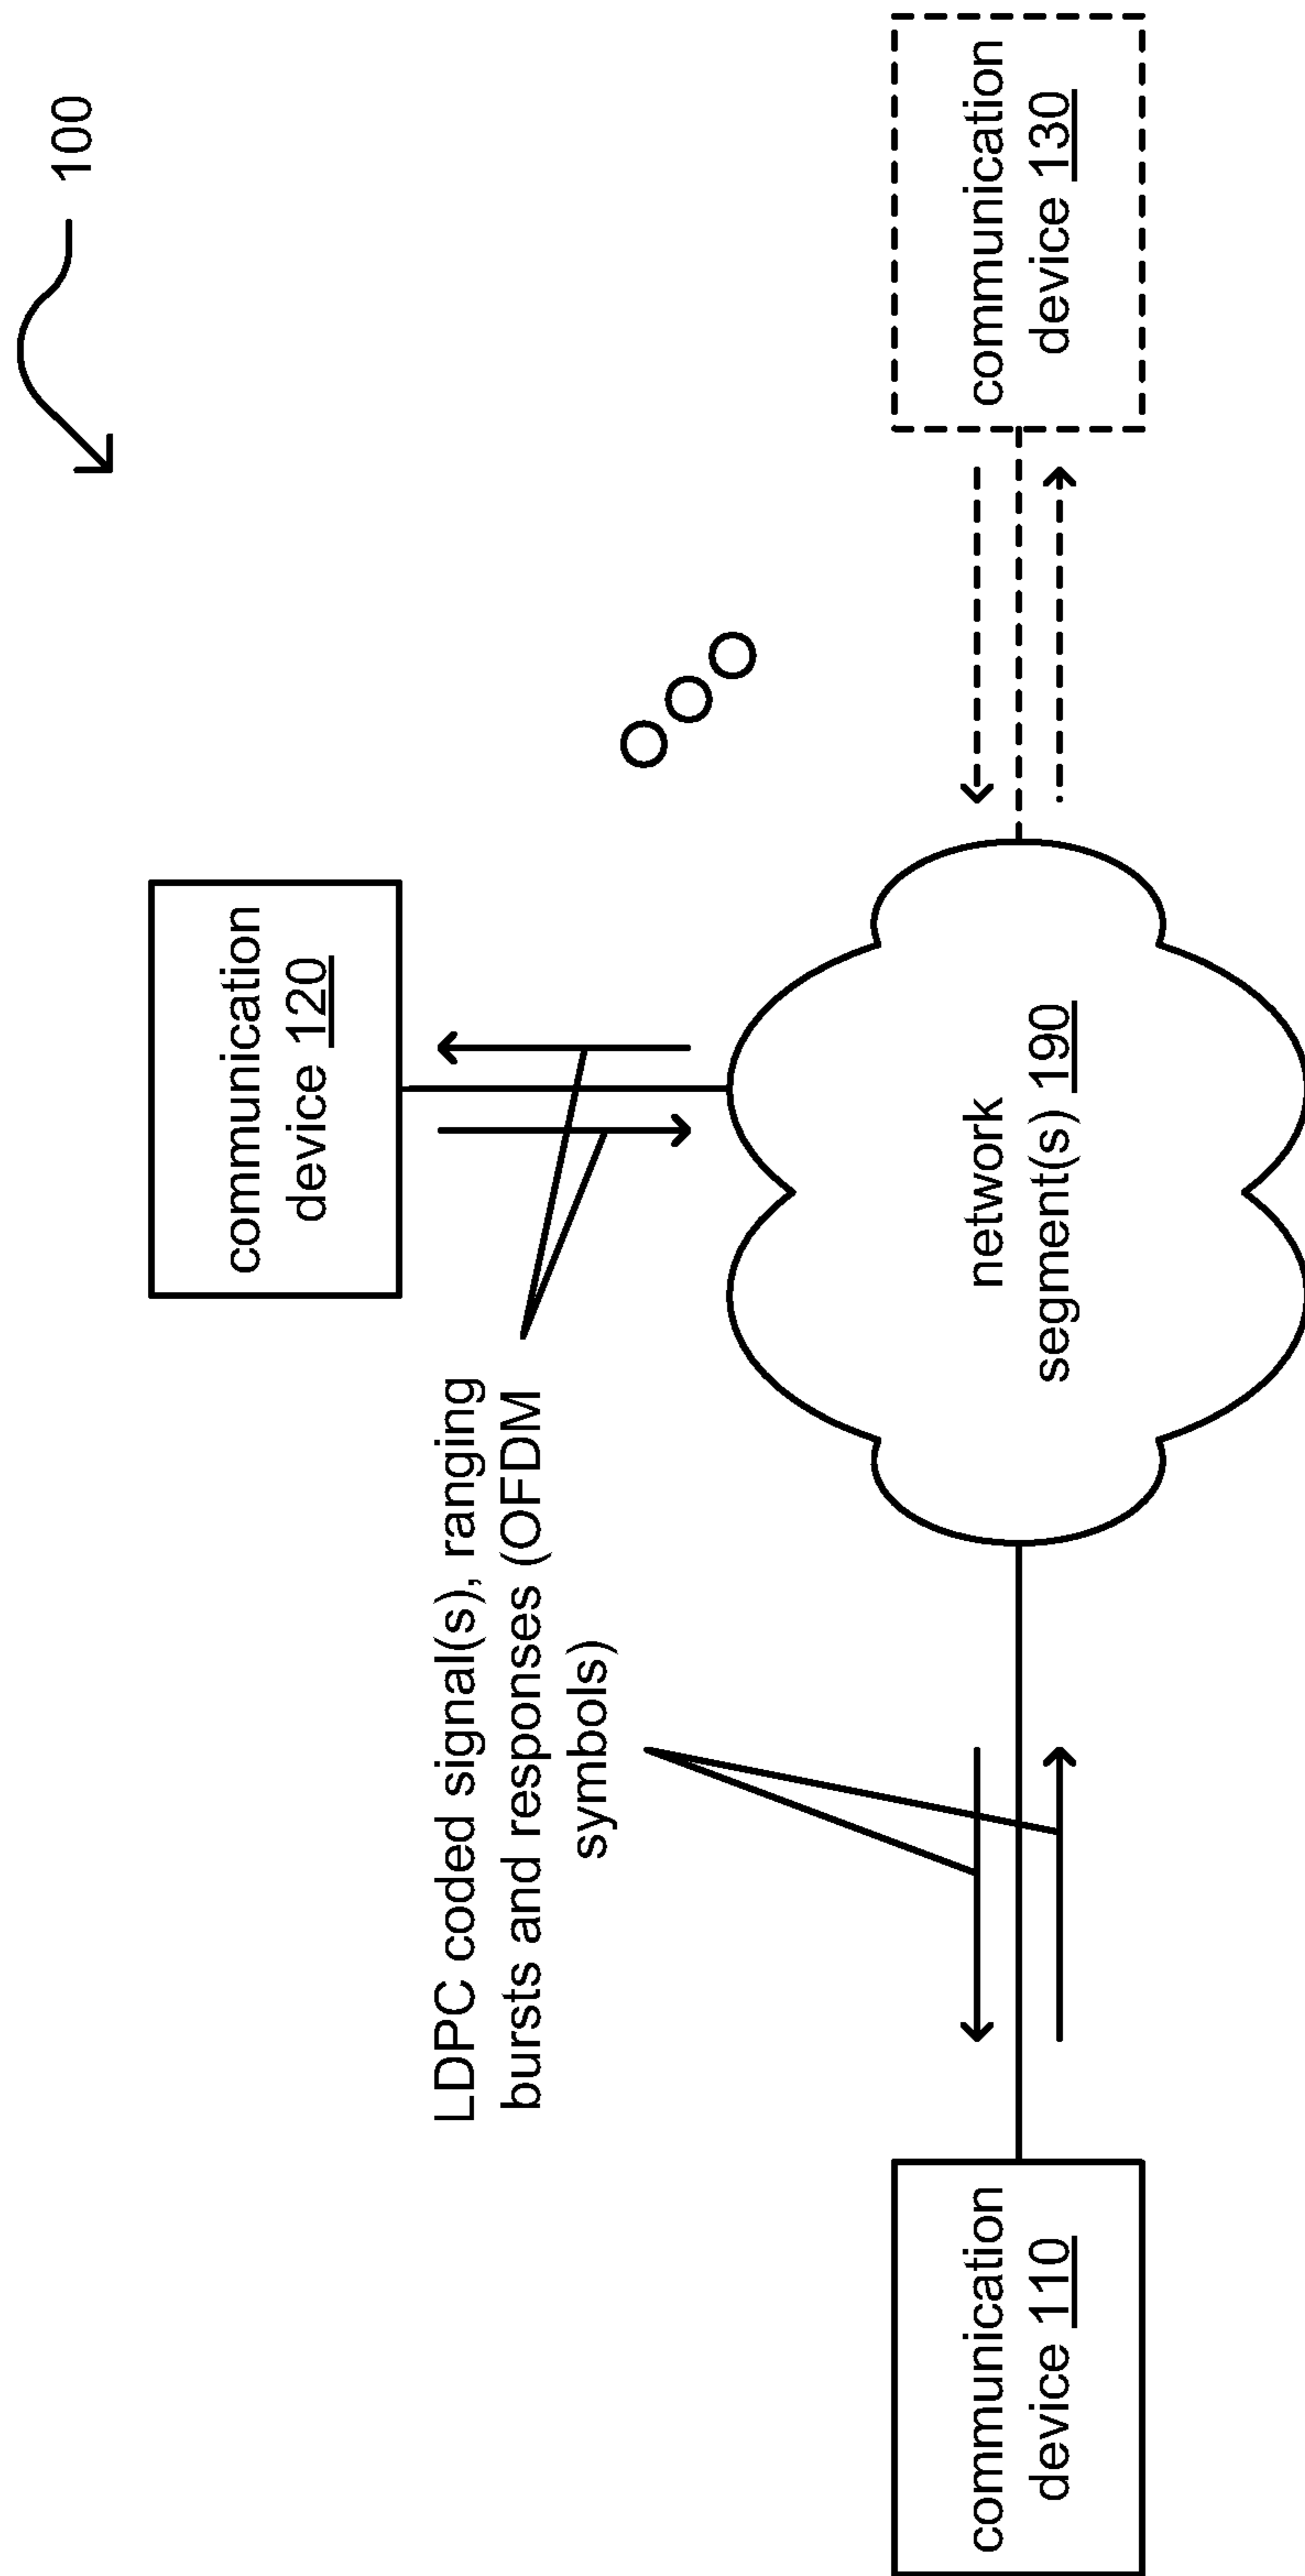 100
communication
device 120
LDPC coded signal(s), ranging
bursts and responses (OFDM
symbols)
communication
device 110
network
segment(s) 190
communication
device 130